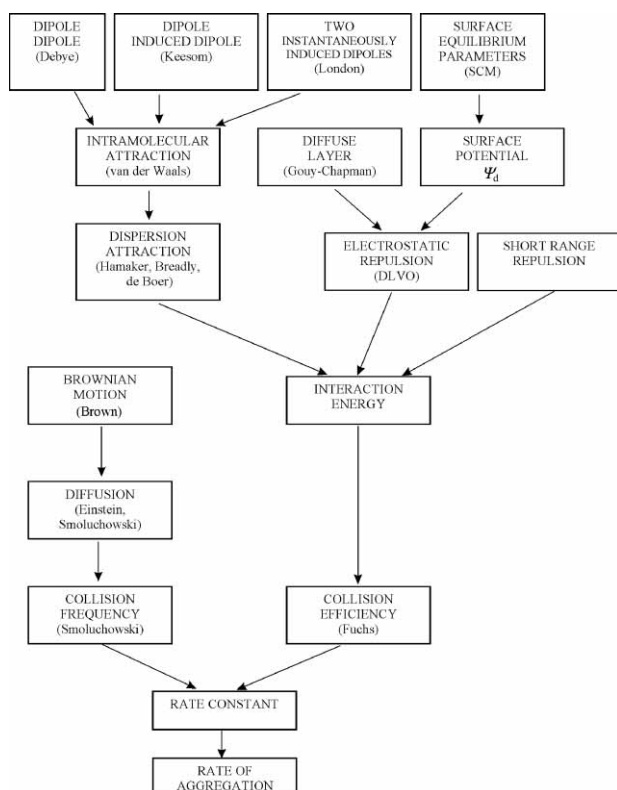 DIPOLE
DIPOLE
(Debye)
DIPOLE
INDUCED DIPOLE
(Keesom)
TWO
INSTANTANEOUSLY
INDUCED DIPOLES
(London)
SURFACE
EQUILIBRIUM
PARAMETERS
(SCM)
INTRAMOLECULAR
ATTRACTION
(van der Waals)
DIFFUSE
LAYER
(Gouy-Chapman)
SURFACE
POTENTIAL
Ψd
DISPERSION
ATTRACTION
(Hamaker, Breadly,
de Boer)
ELECTROSTATIC
REPULSION
(DLVO)
SHORT RANGE
REPULSION
BROWNIAN
MOTION
(Brown)
INTERACTION
ENERGY
DIFFUSION
(Einstein,
Smoluchowski)
COLLISION
FREQUENCY
(Smoluchowski)
COLLISION
EFFICIENCY
(Fuchs)
RATE CONSTANT
RATE OF
AGGREGATION